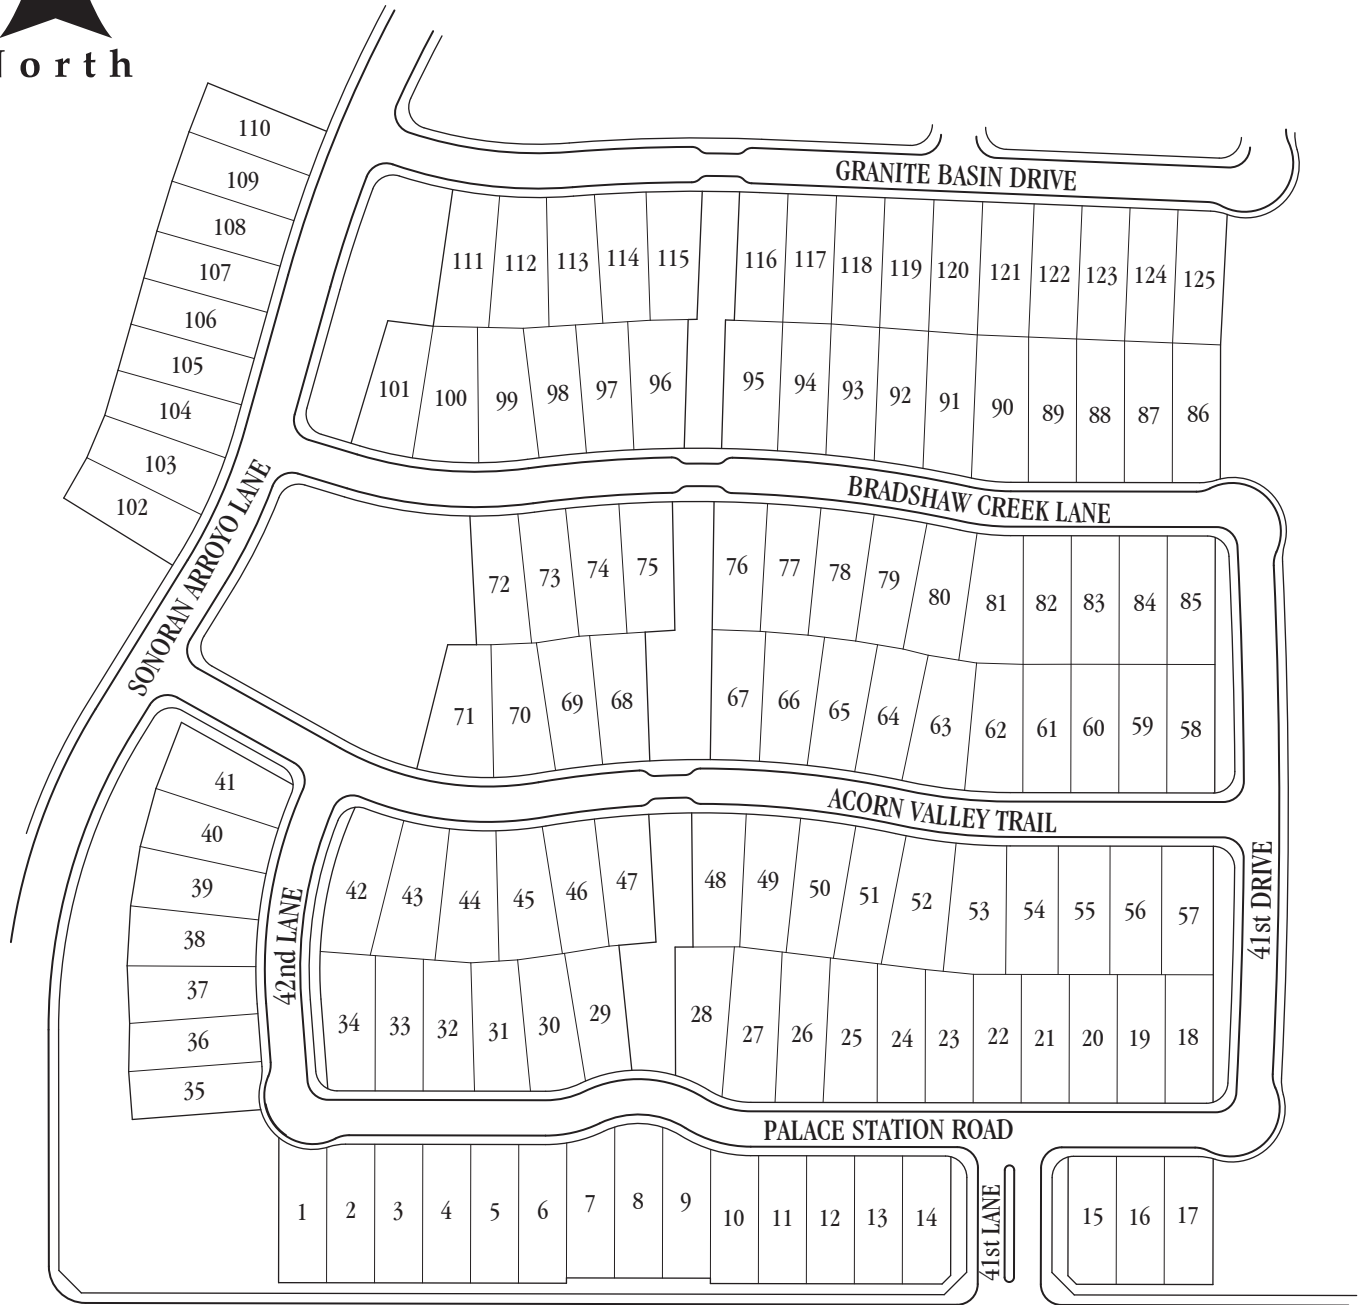 North
110
109
108
107
106
105
104
103
102
GRANITE BASIN DRIVE
111 112 113 114 115 116 117 118 119 120 121 122 123 124 125
101 100 99 98 97 96 95 94 93 92 91 90 89 88 87 86
SONORAN ARROYO LANE
BRADSHAW CREEK LANE
72 73 74 75 76 77 78 79 80 81 82 83 84 85
71 70 69 68 67 66 65 64 63 62 61 60 59 58
ACORN VALLEY TRAIL
41
40
39
38
37
36
35
42nd LANE
42 43 44 45 46 47 48 49 50 51 52 53 54 55 56 57
41st DRIVE
34 33 32 31 30 29 28 27 26 25 24 23 22 21 20 19 18
PALACE STATION ROAD
1 2 3 4 5 6 7 8 9 10 11 12 13 14
41st LANE
15 16 17